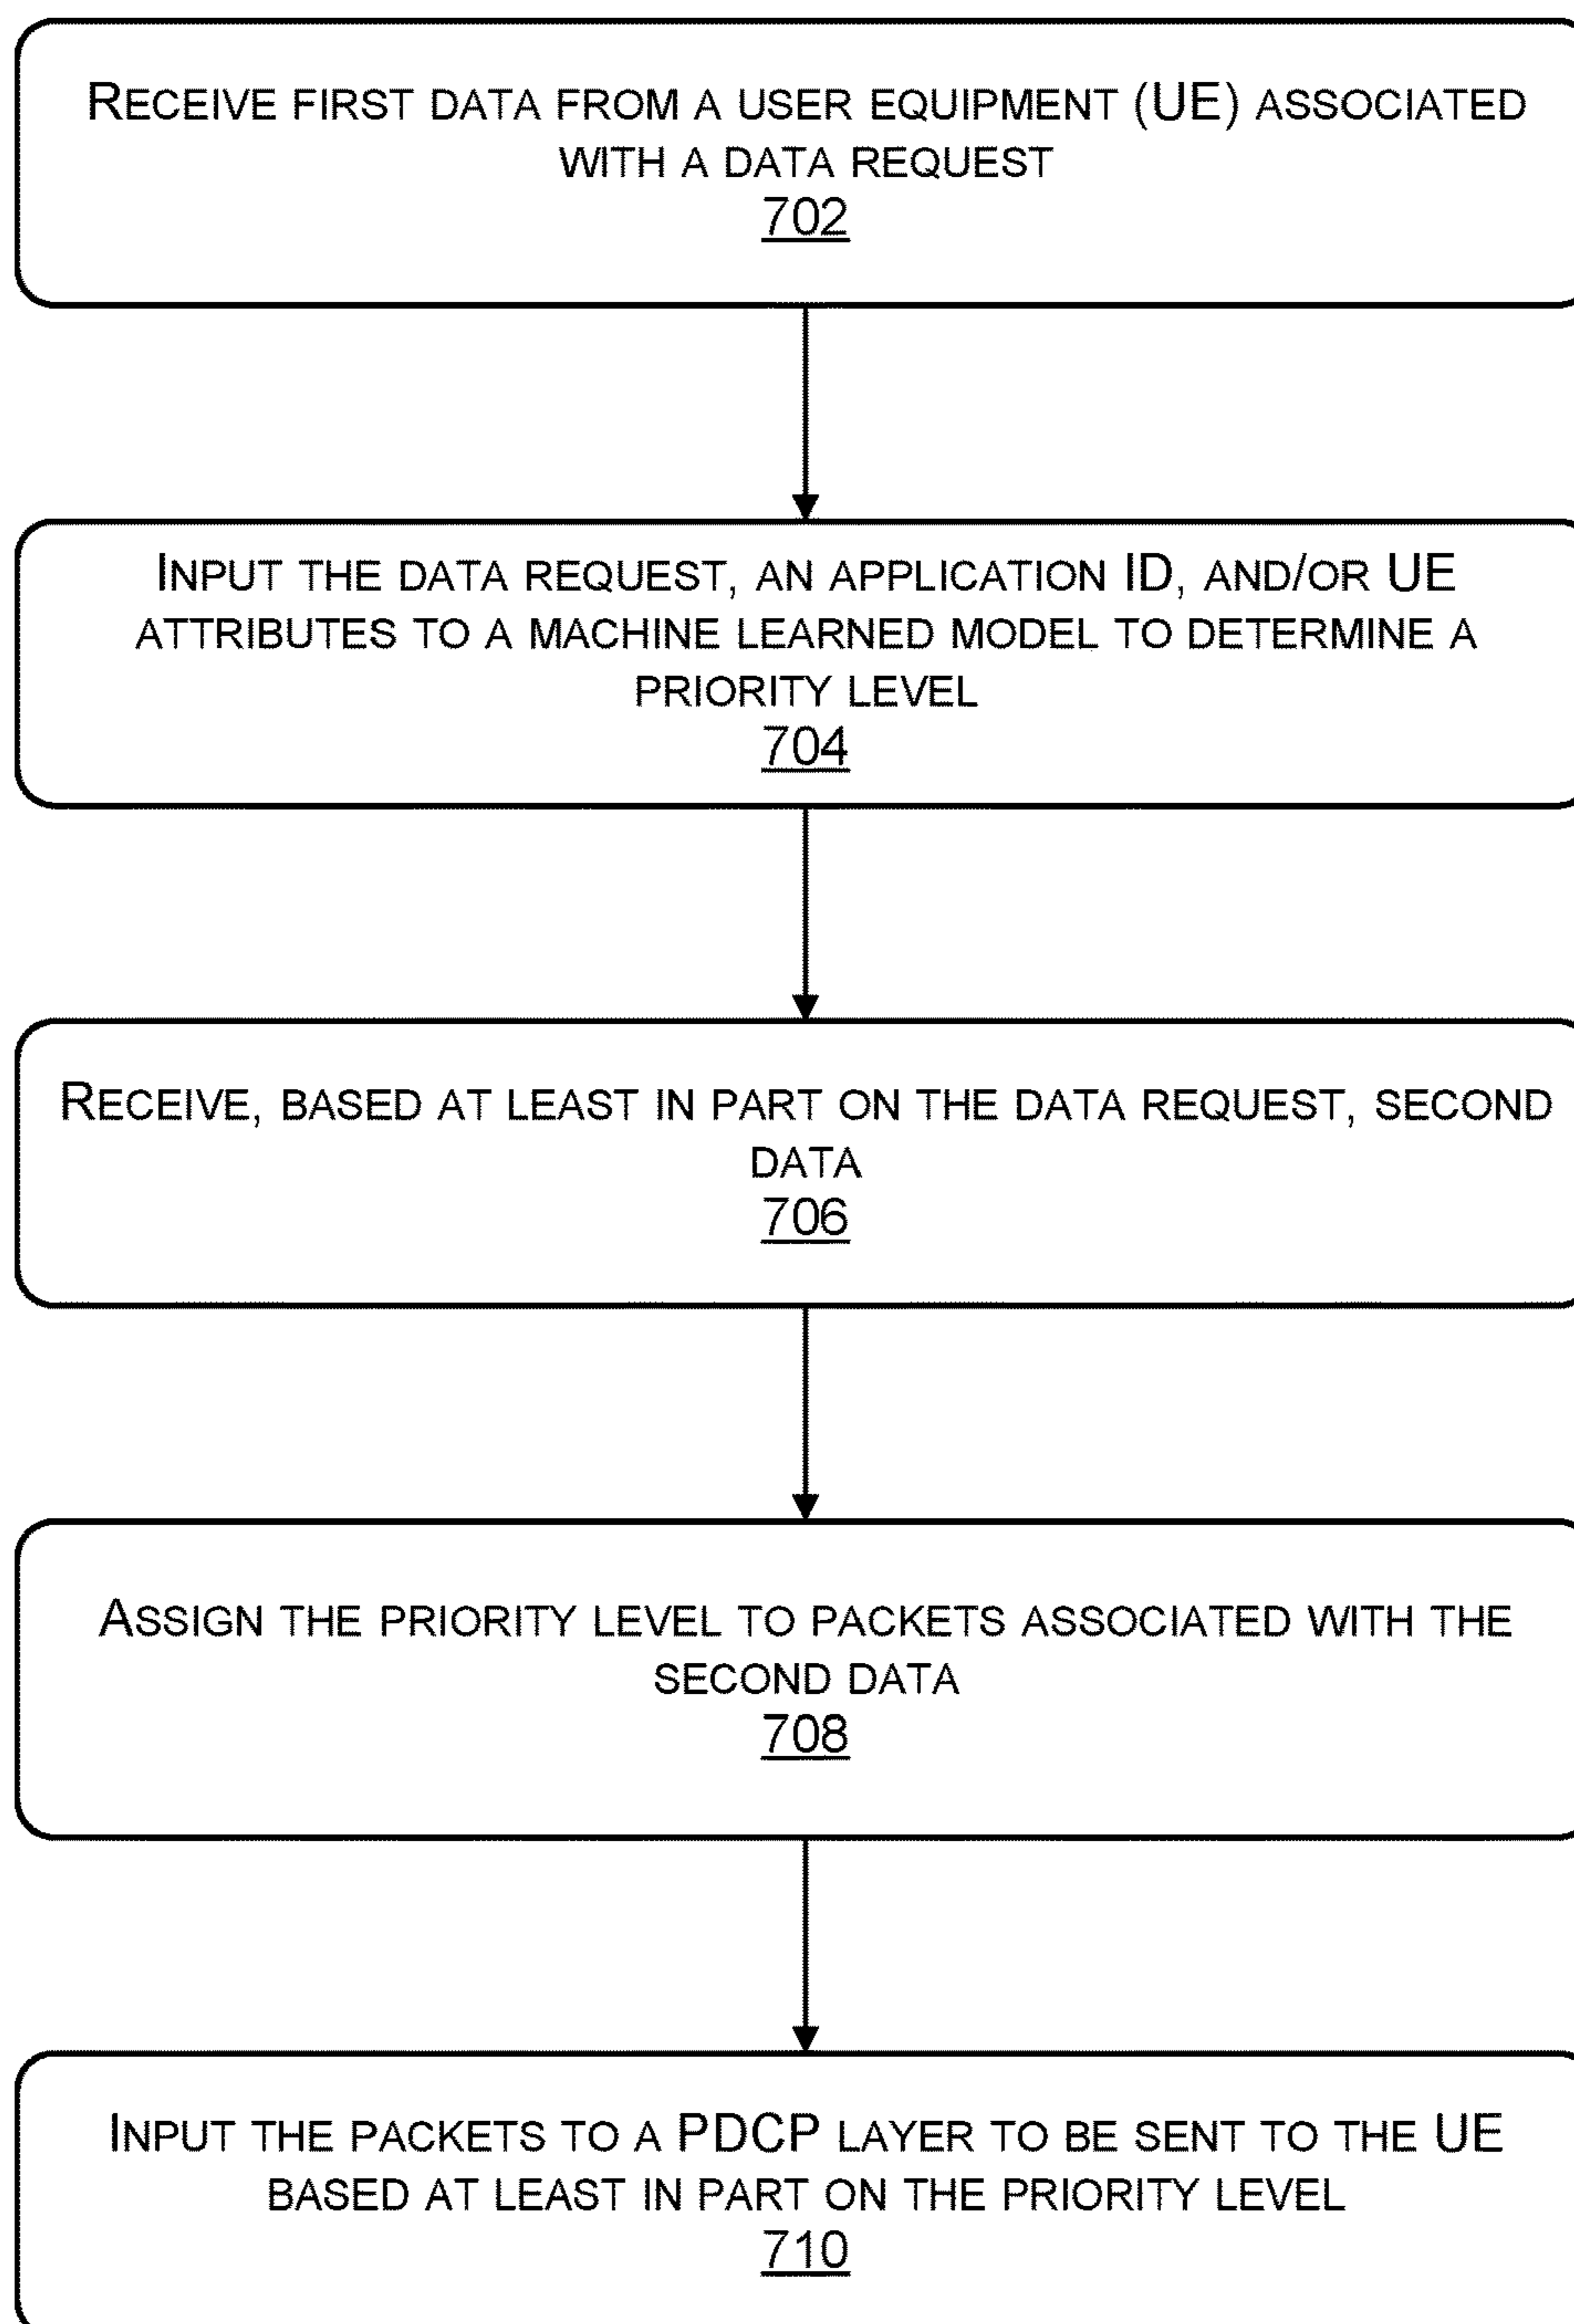 RECEIVE FIRST DATA FROM A USER EQUIPMENT (UE) ASSOCIATED
WITH A DATA REQUEST
702
INPUT THE DATA REQUEST, AN APPLICATION ID, AND/OR UE
ATTRIBUTES TO A MACHINE LEARNED MODEL TO DETERMINE A
PRIORITY LEVEL
704
RECEIVE, BASED AT LEAST IN PART ON THE DATA REQUEST, SECOND
DATA
706
ASSIGN THE PRIORITY LEVEL TO PACKETS ASSOCIATED WITH THE
SECOND DATA
708
INPUT THE PACKETS TO A PDCP LAYER TO BE SENT TO THE UE
BASED AT LEAST IN PART ON THE PRIORITY LEVEL
710